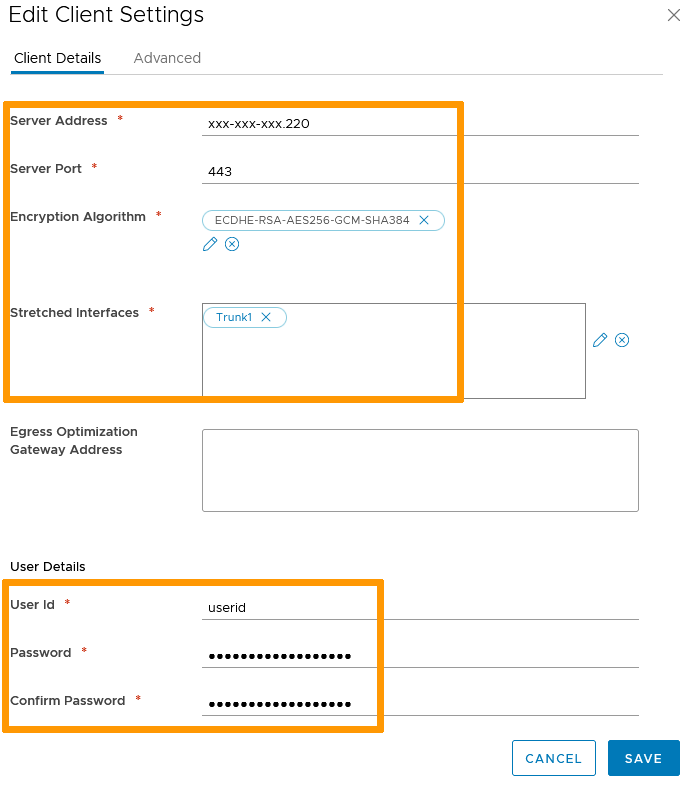 Edit Client Settings
Client Details Advanced
Server Address * xxx-xxx-xxx.220
Server Port * 443
Encryption Algorithm * ECDHE-RSA-AES256-GCM-SHA384
Stretched Interfaces * Trunk1
Egress Optimization
Gateway Address
User Details
User Id * userid
Password * ••••••••••••••••••
Confirm Password * ••••••••••••••••••
CANCEL SAVE